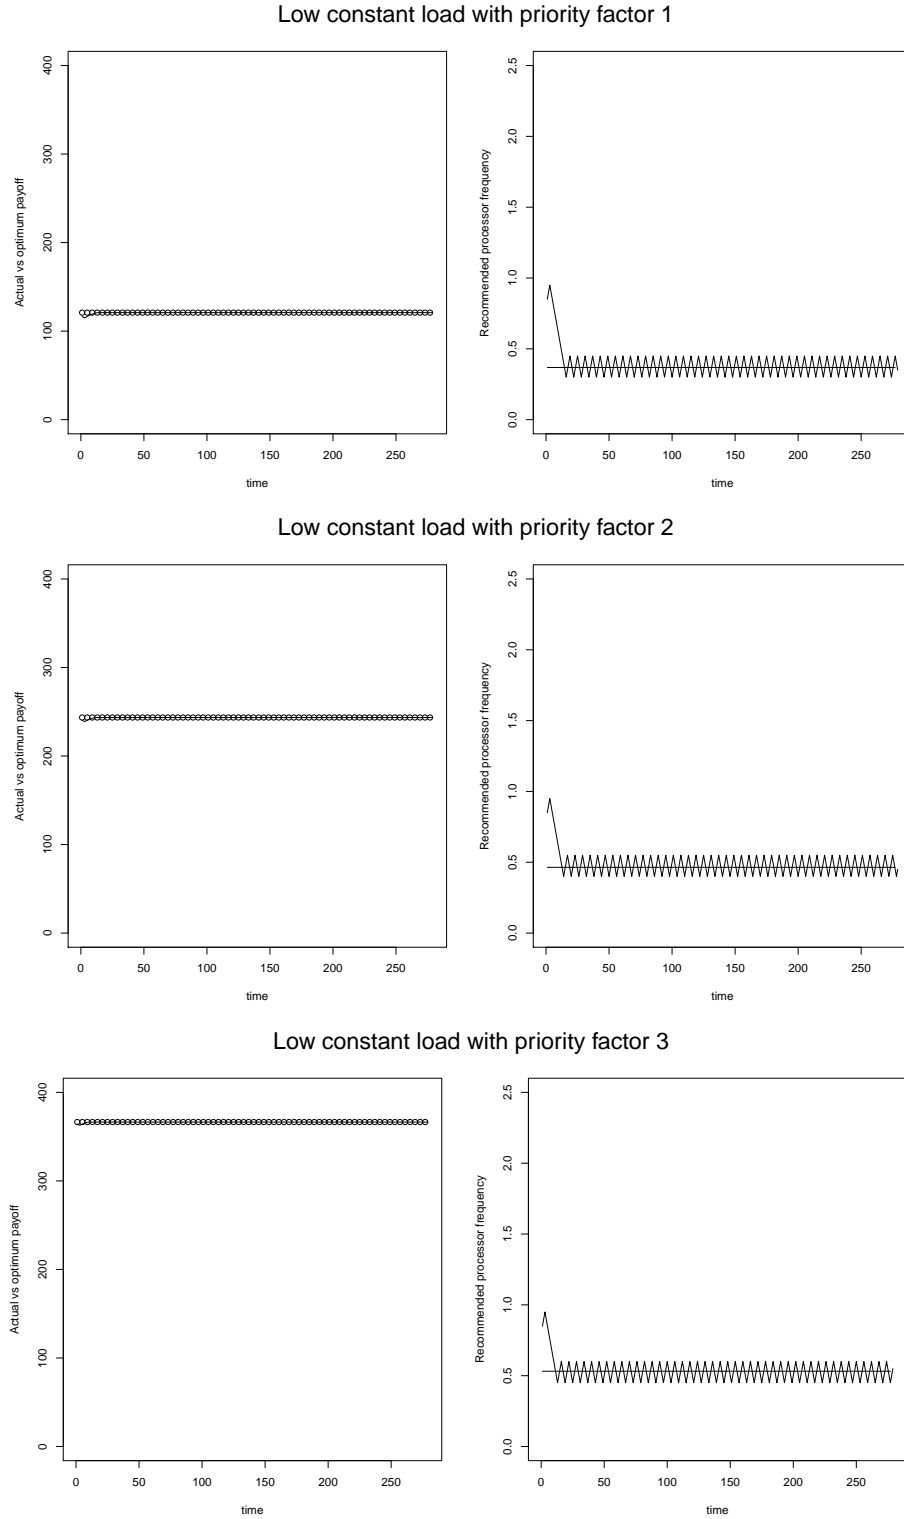 Low constant load with priority factor 1
Actual vs optimum payoff
400
300
200
100
0
0 50 100 150 200 250
time
Recommended processor frequency
2.5
2.0
1.5
1.0
0.5
0.0
0 50 100 150 200 250
time
Low constant load with priority factor 2
Actual vs optimum payoff
400
300
200
100
0
0 50 100 150 200 250
time
Recommended processor frequency
2.5
2.0
1.5
1.0
0.5
0.0
0 50 100 150 200 250
time
Low constant load with priority factor 3
Actual vs optimum payoff
400
300
200
100
0
0 50 100 150 200 250
time
Recommended processor frequency
2.5
2.0
1.5
1.0
0.5
0.0
0 50 100 150 200 250
time